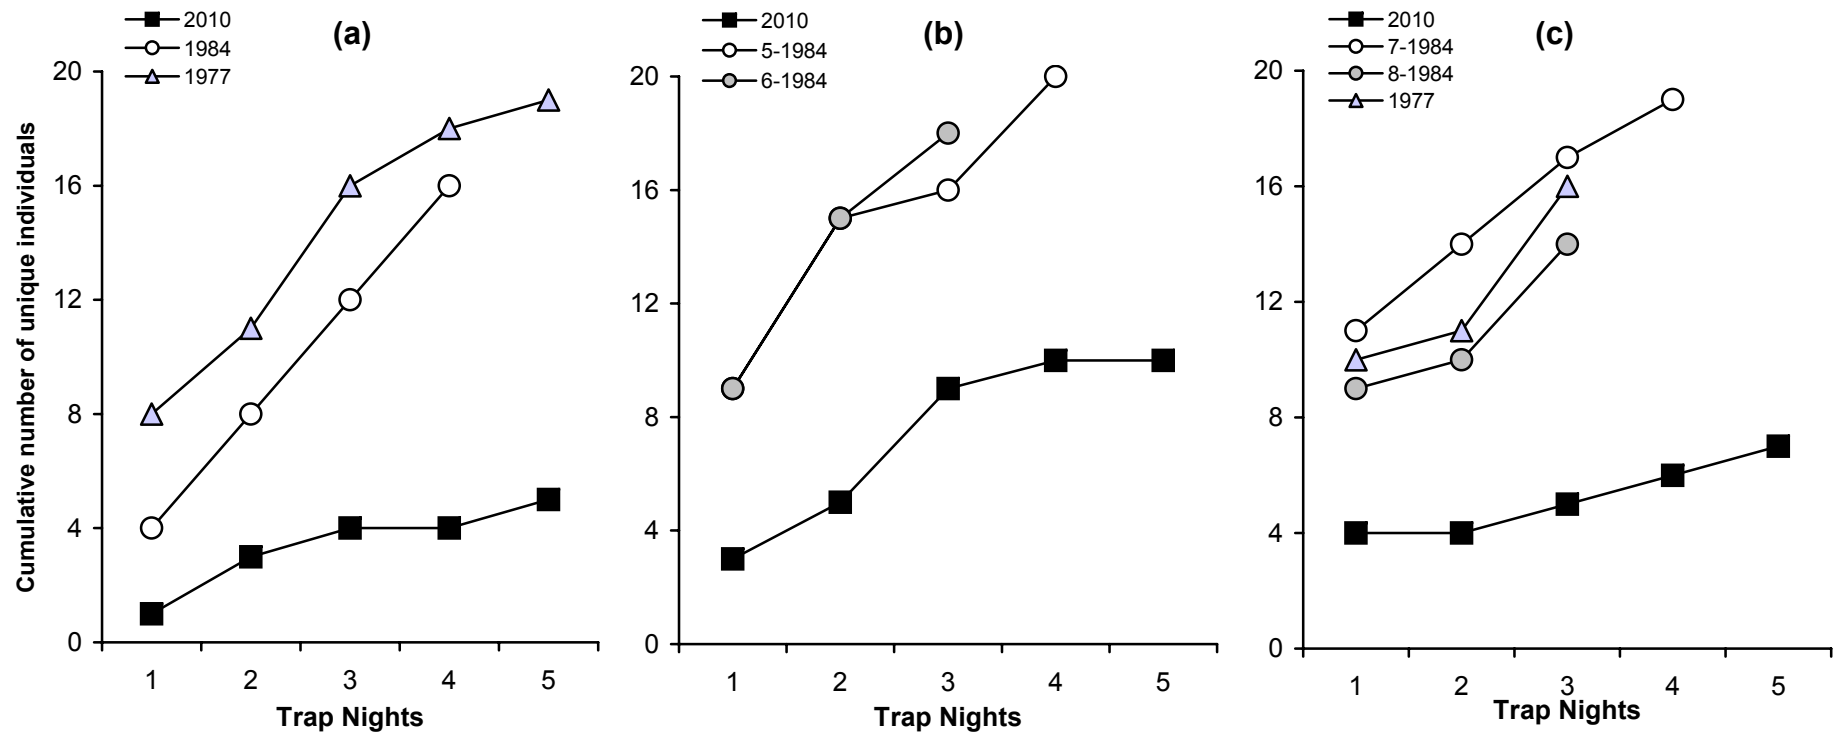 2010
1984
1977
(a)
20
16
12
8
4
0
1 2 3 4 5
Trap Nights
Cumulative number of unique individuals
2010
5-1984
6-1984
(b)
20
16
12
8
4
0
1 2 3 4 5
Trap Nights
2010
7-1984
8-1984
1977
(c)
20
16
12
8
4
0
1 2 3 4 5
Trap Nights